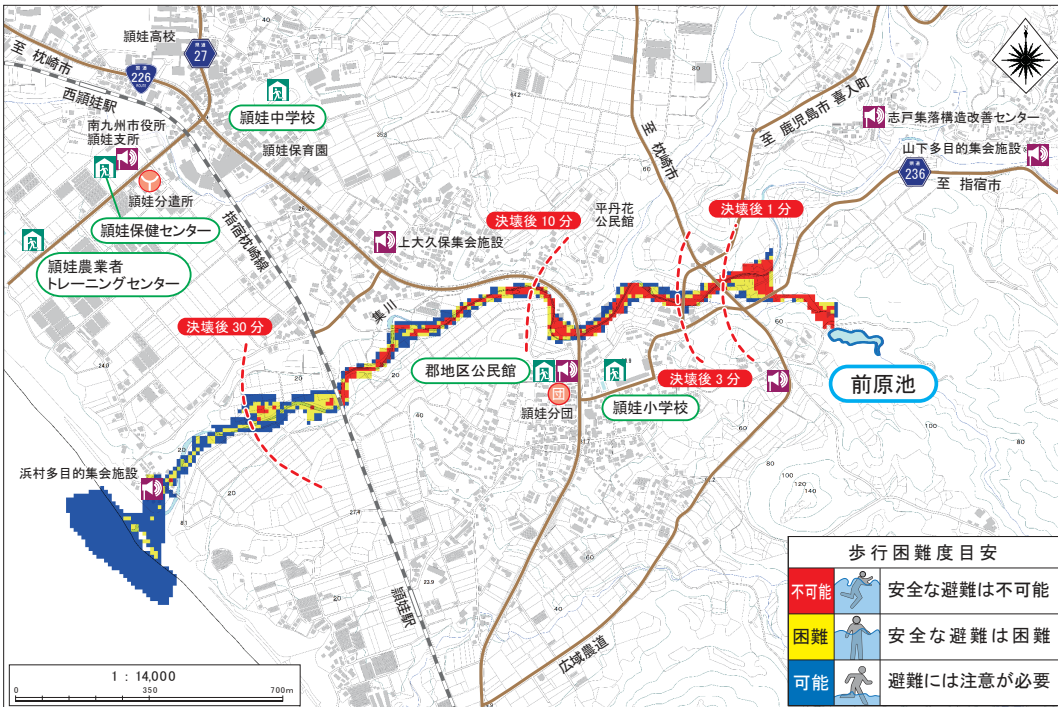 頴娃高校
県道
27
至 枕崎市
国道
226
ROUTE
西頴娃駅
南九州市役所
頴娃支所
頴娃中学校
頴娃保育園
頴娃分遣所
頴娃保健センター
頴娃農業者
トレーニングセンター
指宿枕崎線
上大久保集会施設
集川
決壊後 10 分
平丹花
公民館
至 枕崎市
決壊後 1 分
至 鹿児島市 喜入町
志戸集落構造改善センター
山下多目的集会施設
県道
236
至 指宿市
決壊後 30 分
郡地区公民館
頴娃分団
頴娃小学校
決壊後 3 分
前原池
浜村多目的集会施設
頴娃駅
広域農道
歩行困難度目安
不可能 安全な避難は不可能
困難 安全な避難は困難
可能 避難には注意が必要
1 : 14,000
0 350 700m